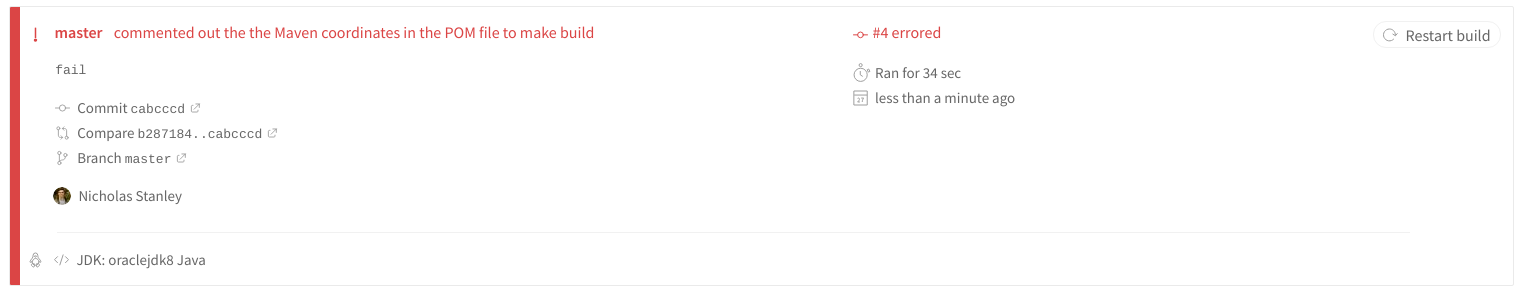 ! master commented out the the Maven coordinates in the POM file to make build
#4 errored
Restart build
fail
Ran for 34 sec
Commit cabcccd
less than a minute ago
Compare b287184..cabcccd
Branch master
Nicholas Stanley
JDK: oraclejdk8 Java